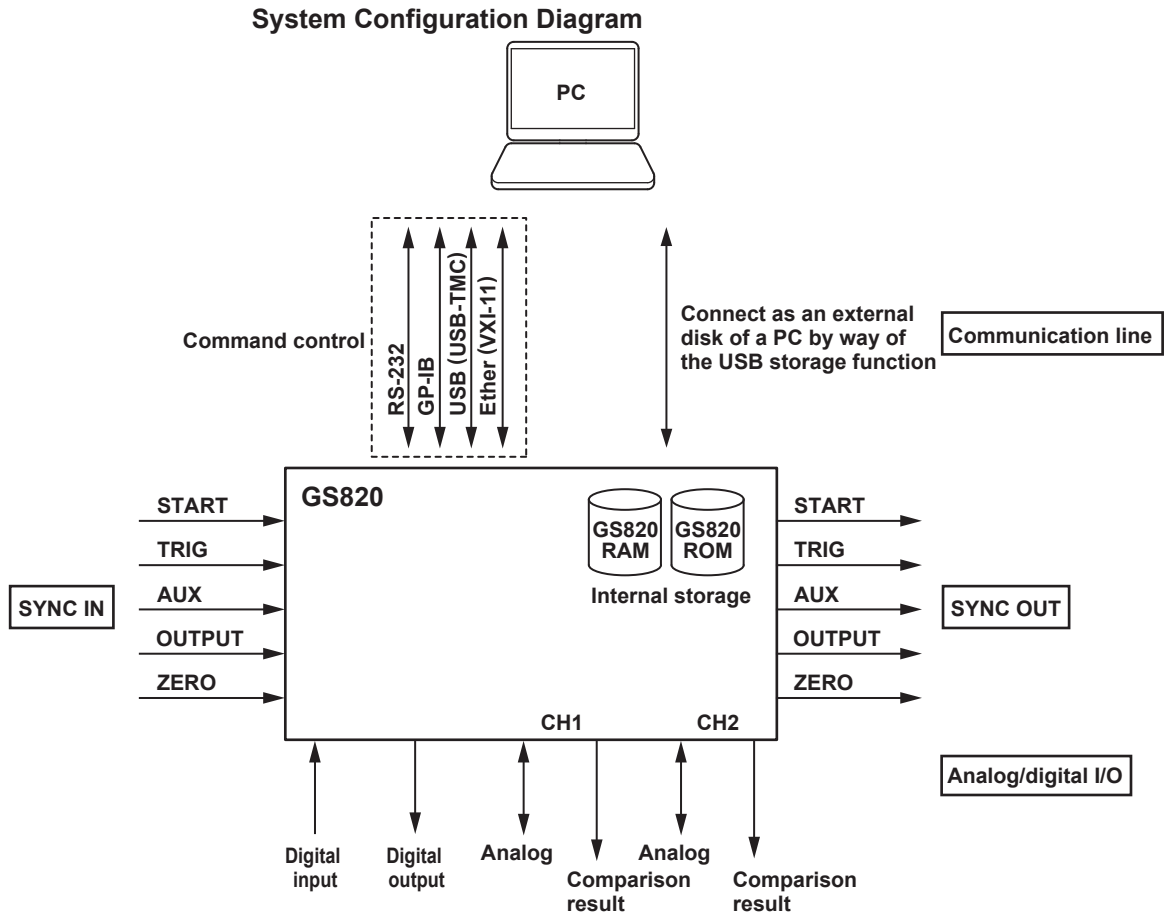 System Configuration Diagram
PC
Command control
RS-232
GP-IB
USB (USB-TMC)
Ether (VXI-11)
Connect as an external
disk of a PC by way of
the USB storage function
Communication line
GS820
GS820
RAM
GS820
ROM
Internal storage
SYNC IN
START
TRIG
AUX
OUTPUT
ZERO
START
TRIG
AUX
OUTPUT
ZERO
SYNC OUT
CH1
CH2
Analog/digital I/O
Digital
input
Digital
output
Analog
Comparison
result
Analog
Comparison
result